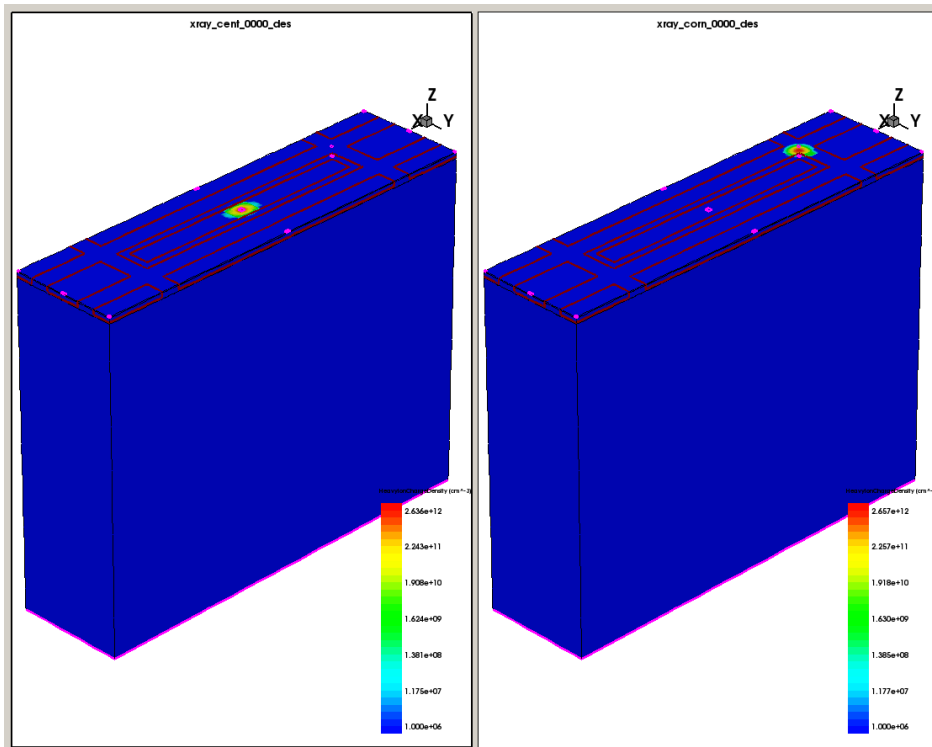 xray_cent_0000_des
Z
X Y
(cm^-3)
2.636e+12
2.243e+11
1.908e+10
1.624e+09
1.381e+08
1.175e+07
1.000e+06
xray_corn_0000_des
Z
X Y
2.657e+12
2.257e+11
1.918e+10
1.630e+09
1.385e+08
1.177e+07
1.000e+06